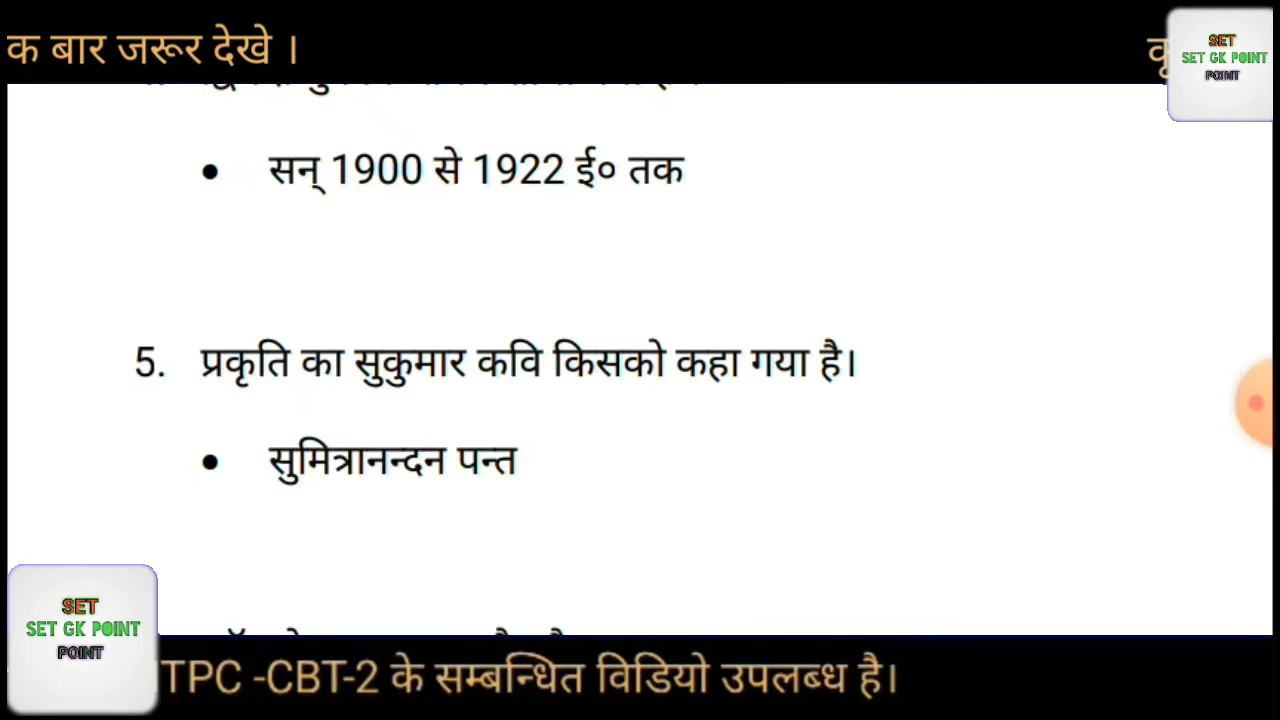 क बार जरूर देखे ।
SET
SET GK POINT
POINT
सन् 1900 से 1922 ई० तक
5. प्रकृति का सुकुमार कवि किसको कहा गया है।
सुमित्रानन्दन पन्त
SET
SET GK POINT
POINT
TPC -CBT-2 के सम्बन्धित विडियो उपलब्ध है।